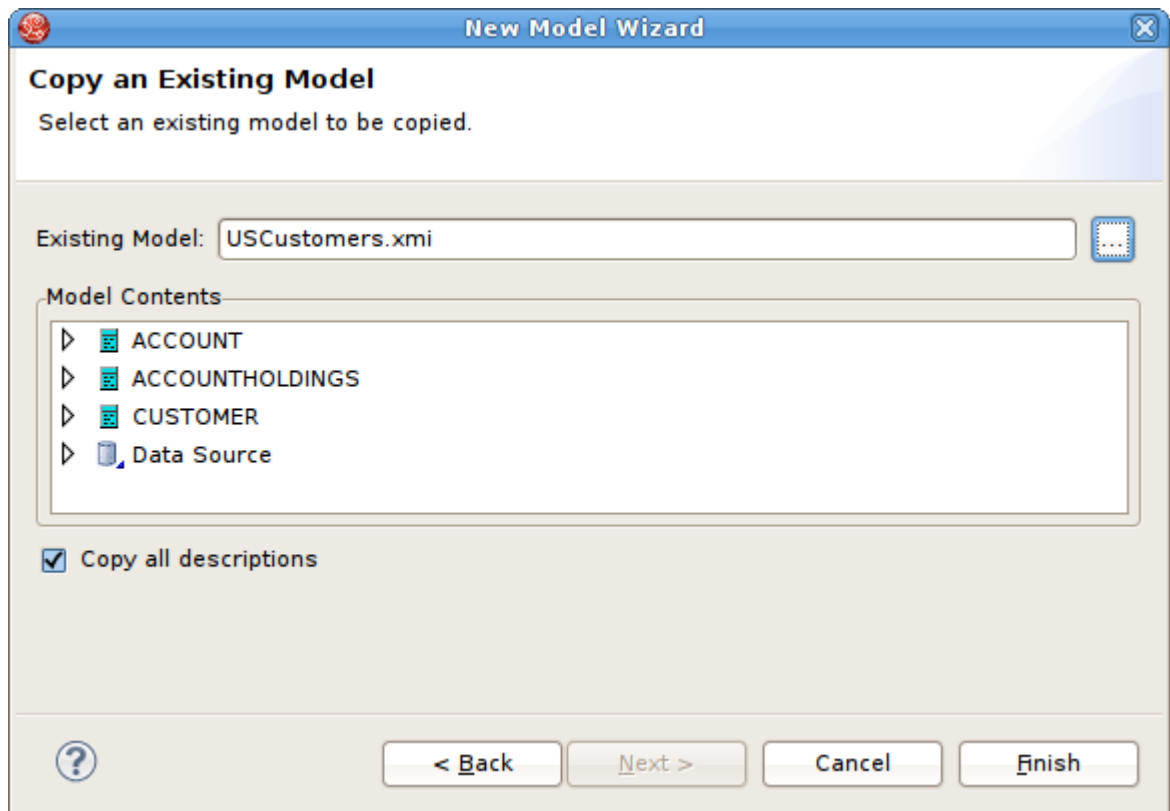 New Model Wizard
Copy an Existing Model
Select an existing model to be copied.
Existing Model: USCustomers.xmi ...
Model Contents
ACCOUNT
ACCOUNTHOLDINGS
CUSTOMER
Data Source
Copy all descriptions
? < Back Next > Cancel Finish